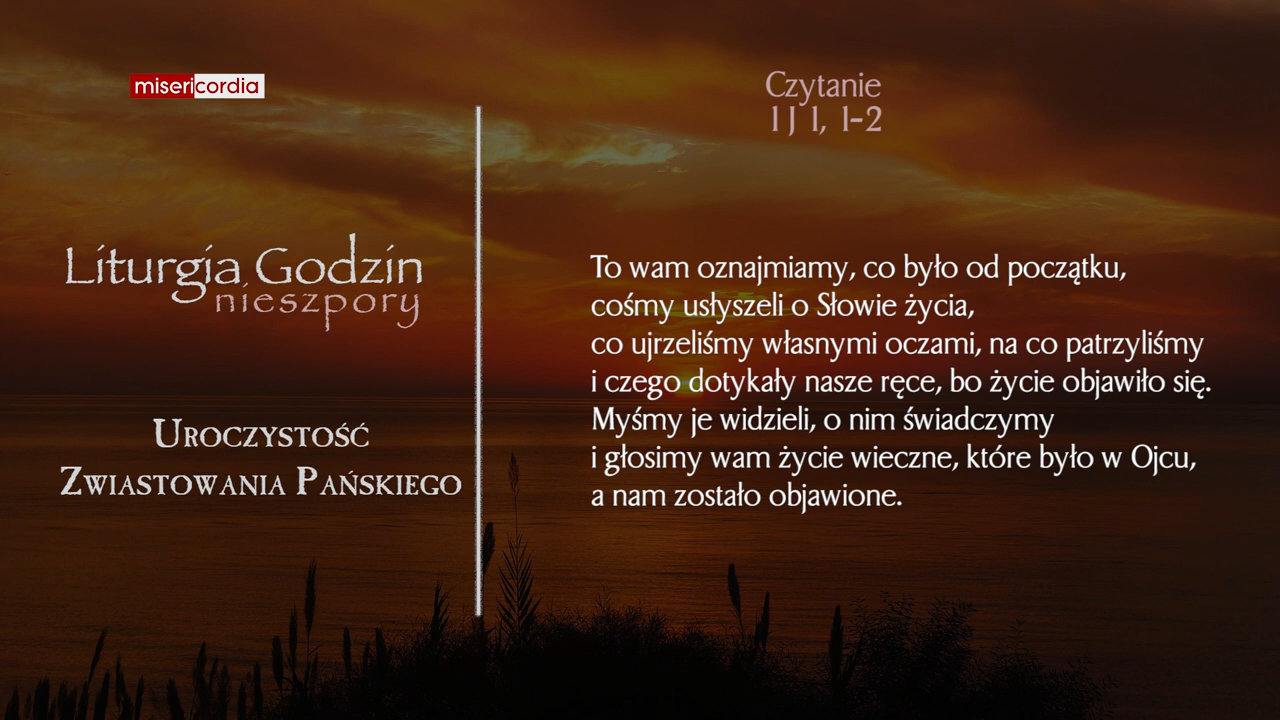 misericordia
Liturgia Godzin
nieszpory
Uroczystość
Zwiastowania Pańskiego
Czytanie
1 J 1, 1-2
To wam oznajmiamy, co było od początku,
cośmy usłyszeli o Słowie życia,
co ujrzeliśmy własnymi oczami, na co patrzyliśmy
i czego dotykały nasze ręce, bo życie objawiło się.
Myśmy je widzieli, o nim świadczymy
i głosimy wam życie wieczne, które było w Ojcu,
a nam zostało objawione.